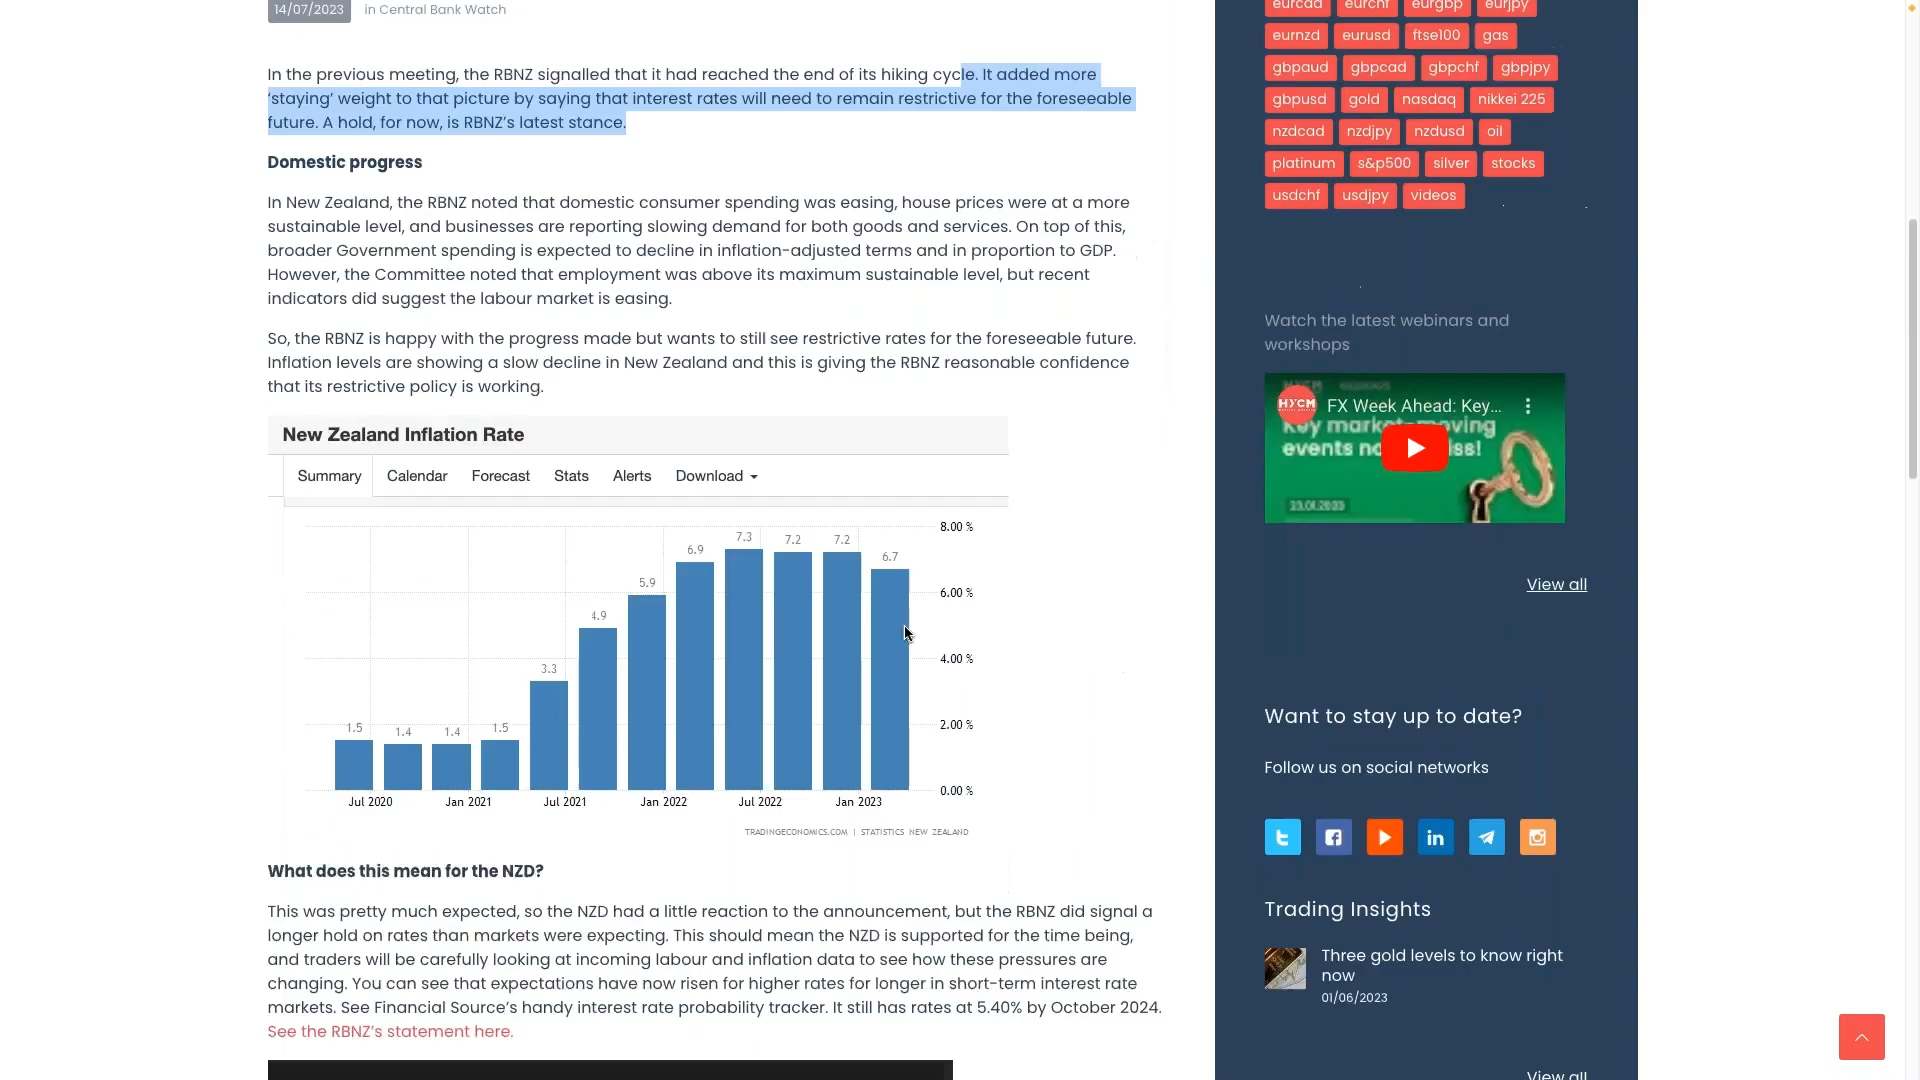 14/07/2023 in Central Bank Watch
In the previous meeting, the RBNZ signalled that it had reached the end of its hiking cycle. It added more
‘staying’ weight to that picture by saying that interest rates will need to remain restrictive for the foreseeable
future. A hold, for now, is RBNZ’s latest stance.
Domestic progress
In New Zealand, the RBNZ noted that domestic consumer spending was easing, house prices were at a more
sustainable level, and businesses are reporting slowing demand for both goods and services. On top of this,
broader Government spending is expected to decline in inflation-adjusted terms and in proportion to GDP.
However, the Committee noted that employment was above its maximum sustainable level, but recent
indicators did suggest the labour market is easing.
So, the RBNZ is happy with the progress made but wants to still see restrictive rates for the foreseeable future.
Inflation levels are showing a slow decline in New Zealand and this is giving the RBNZ reasonable confidence
that its restrictive policy is working.
New Zealand Inflation Rate
Summary Calendar Forecast Stats Alerts Download
8.00 %
6.00 %
4.00 %
2.00 %
0.00 %
1.5 1.4 1.4 1.5 3.3 4.9 5.9 6.9 7.3 7.2 7.2 6.7
Jul 2020 Jan 2021 Jul 2021 Jan 2022 Jul 2022 Jan 2023
TRADINGECONOMICS.COM | STATISTICS NEW ZEALAND
What does this mean for the NZD?
This was pretty much expected, so the NZD had a little reaction to the announcement, but the RBNZ did signal a
longer hold on rates than markets were expecting. This should mean the NZD is supported for the time being,
and traders will be carefully looking at incoming labour and inflation data to see how these pressures are
changing. You can see that expectations have now risen for higher rates for longer in short-term interest rate
markets. See Financial Source’s handy interest rate probability tracker. It still has rates at 5.40% by October 2024.
See the RBNZ’s statement here.
eurcad eurchf eurgbp eurjpy
eurnzd eurusd ftse100 gas
gbpaud gbpcad gbpchf gbpjpy
gbpusd gold nasdaq nikkei 225
nzdcad nzdjpy nzdusd oil
platinum s&p500 silver stocks
usdchf usdjpy videos
Watch the latest webinars and
workshops
HYCM FX Week Ahead: Key...
Key market-moving
events
23.01.2023
View all
Want to stay up to date?
Follow us on social networks
Trading Insights
Three gold levels to know right
now
01/06/2023
View all